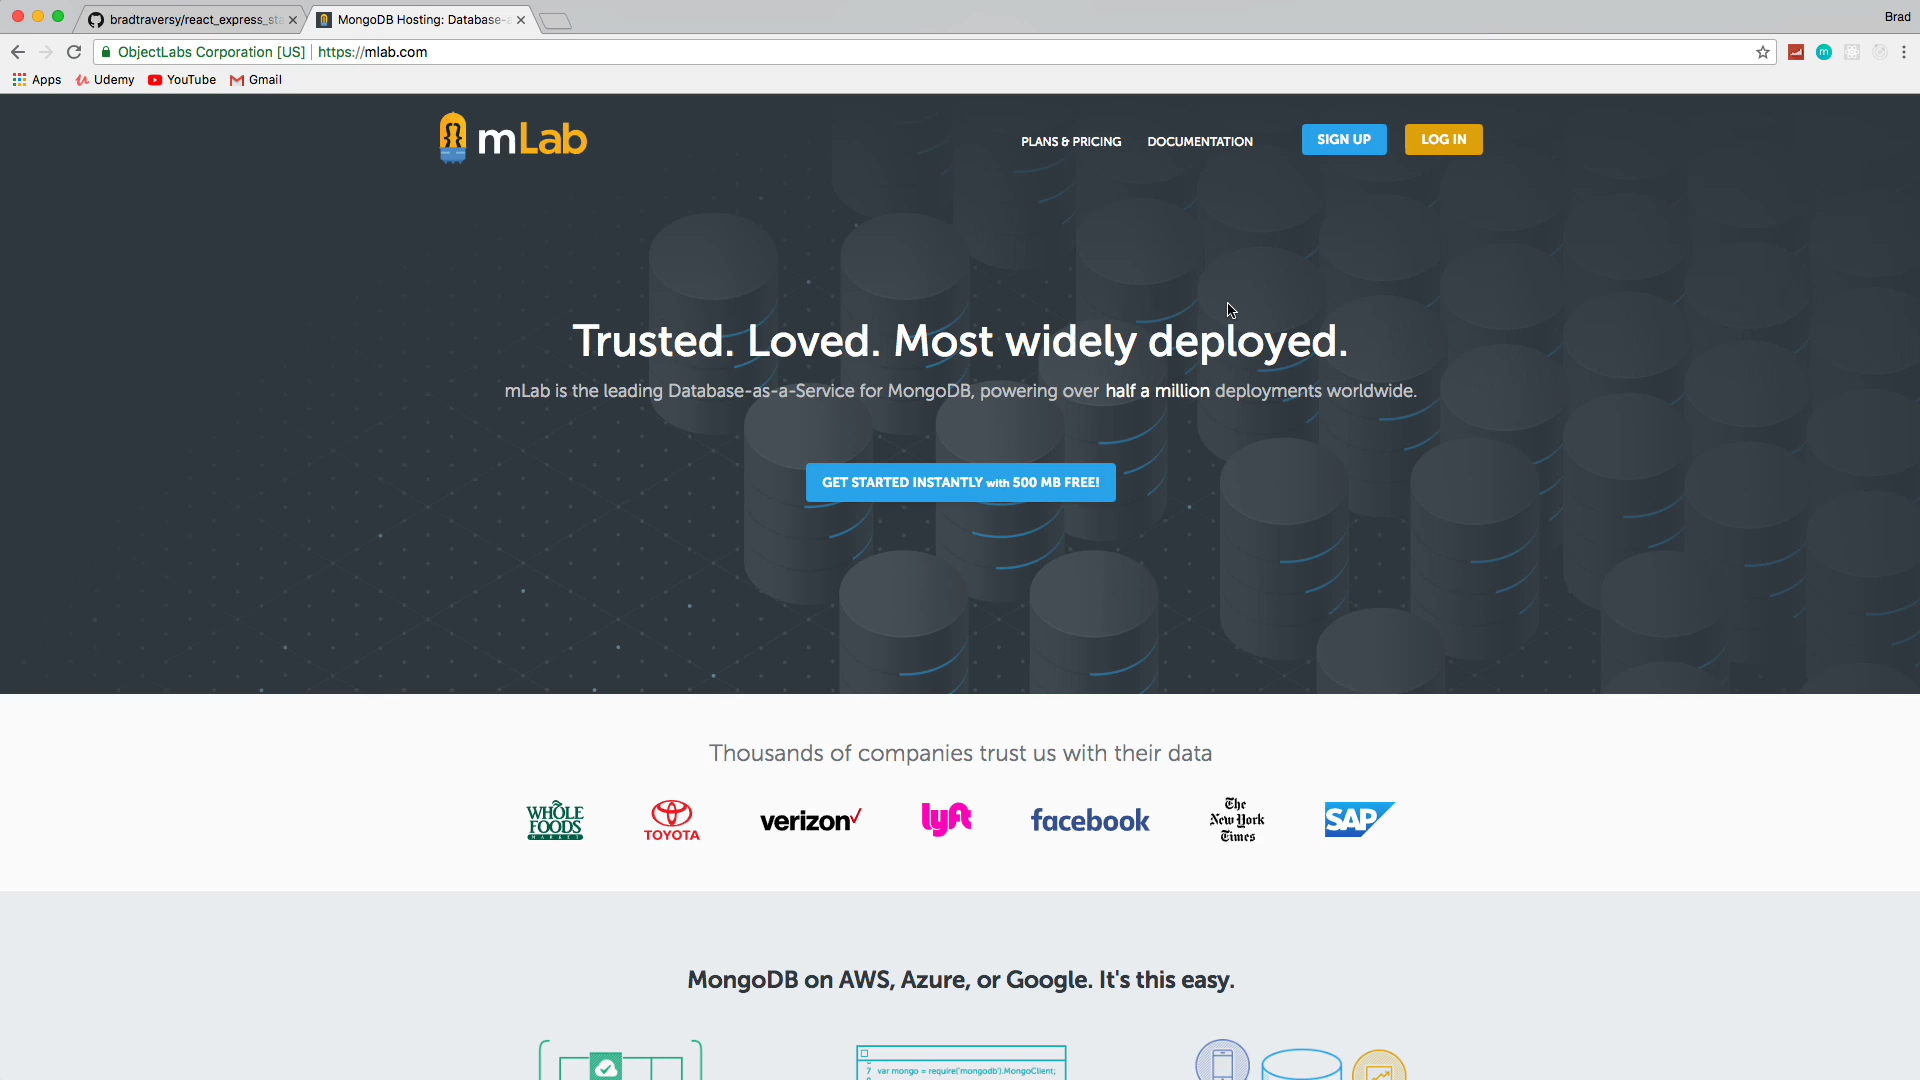 bradtraversy/react_express_sta
MongoDB Hosting: Database-a
Brad
ObjectLabs Corporation [US]
https://mlab.com
Apps
Udemy
YouTube
Gmail
mLab
PLANS & PRICING
DOCUMENTATION
SIGN UP
LOG IN
Trusted. Loved. Most widely deployed.
mLab is the leading Database-as-a-Service for MongoDB, powering over half a million deployments worldwide.
GET STARTED INSTANTLY with 500 MB FREE!
Thousands of companies trust us with their data
WHOLE
FOODS
MARKET
TOYOTA
verizon
lyft
facebook
The
New York
Times
SAP
MongoDB on AWS, Azure, or Google. It's this easy.
7 var mongo = require('mongodb').MongoClient;